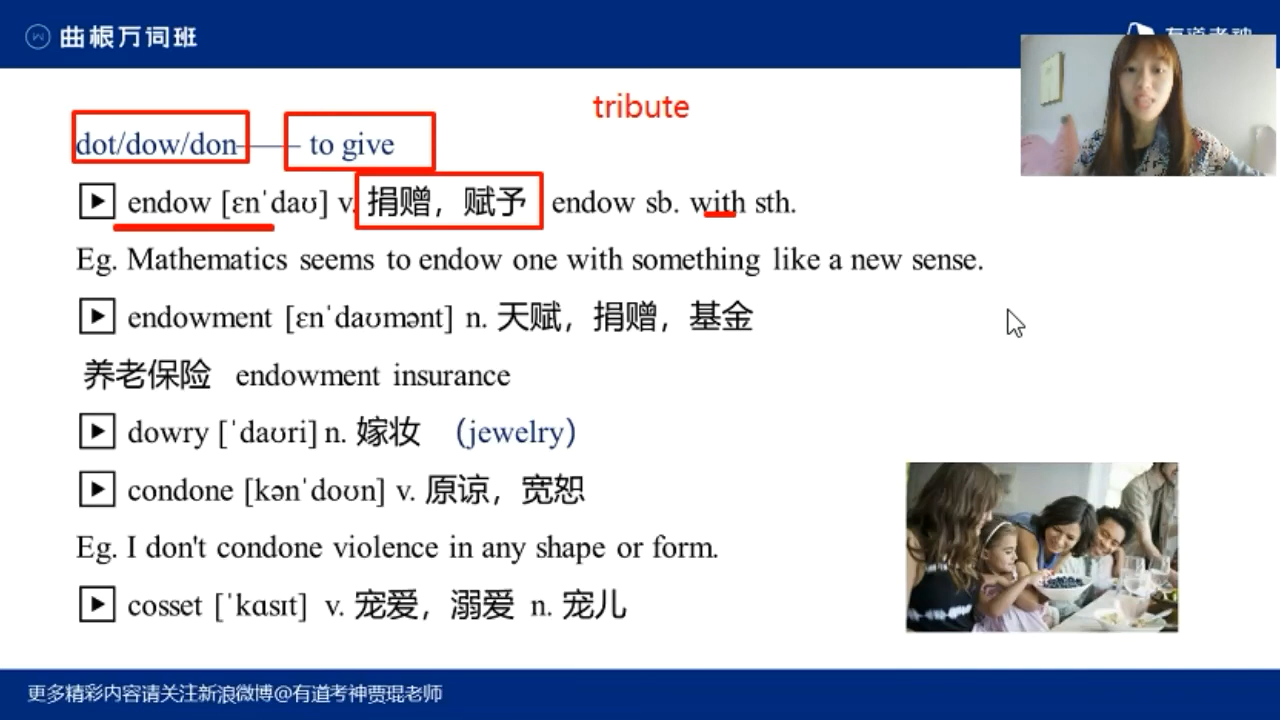 曲根万词班
有道考神
tribute
dot/dow/don——to give
endow [ɛnˈdaʊ] v. 捐赠，赋予 endow sb. with sth.
Eg. Mathematics seems to endow one with something like a new sense.
endowment [ɛnˈdaʊmənt] n. 天赋，捐赠，基金
养老保险 endowment insurance
dowry [ˈdaʊri] n. 嫁妆 （jewelry）
condone [kənˈdoʊn] v. 原谅，宽恕
Eg. I don't condone violence in any shape or form.
cosset [ˈkɑsɪt] v. 宠爱，溺爱 n. 宠儿
更多精彩内容请关注新浪微博@有道考神贾琨老师